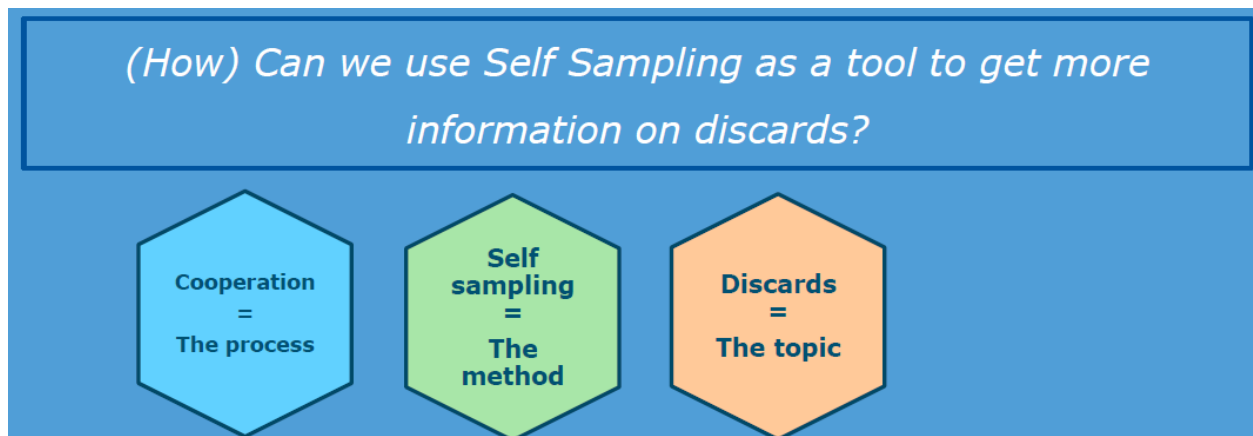 (How) Can we use Self Sampling as a tool to get more
information on discards?
Cooperation
=
The process
Self
sampling
=
The
method
Discards
=
The topic